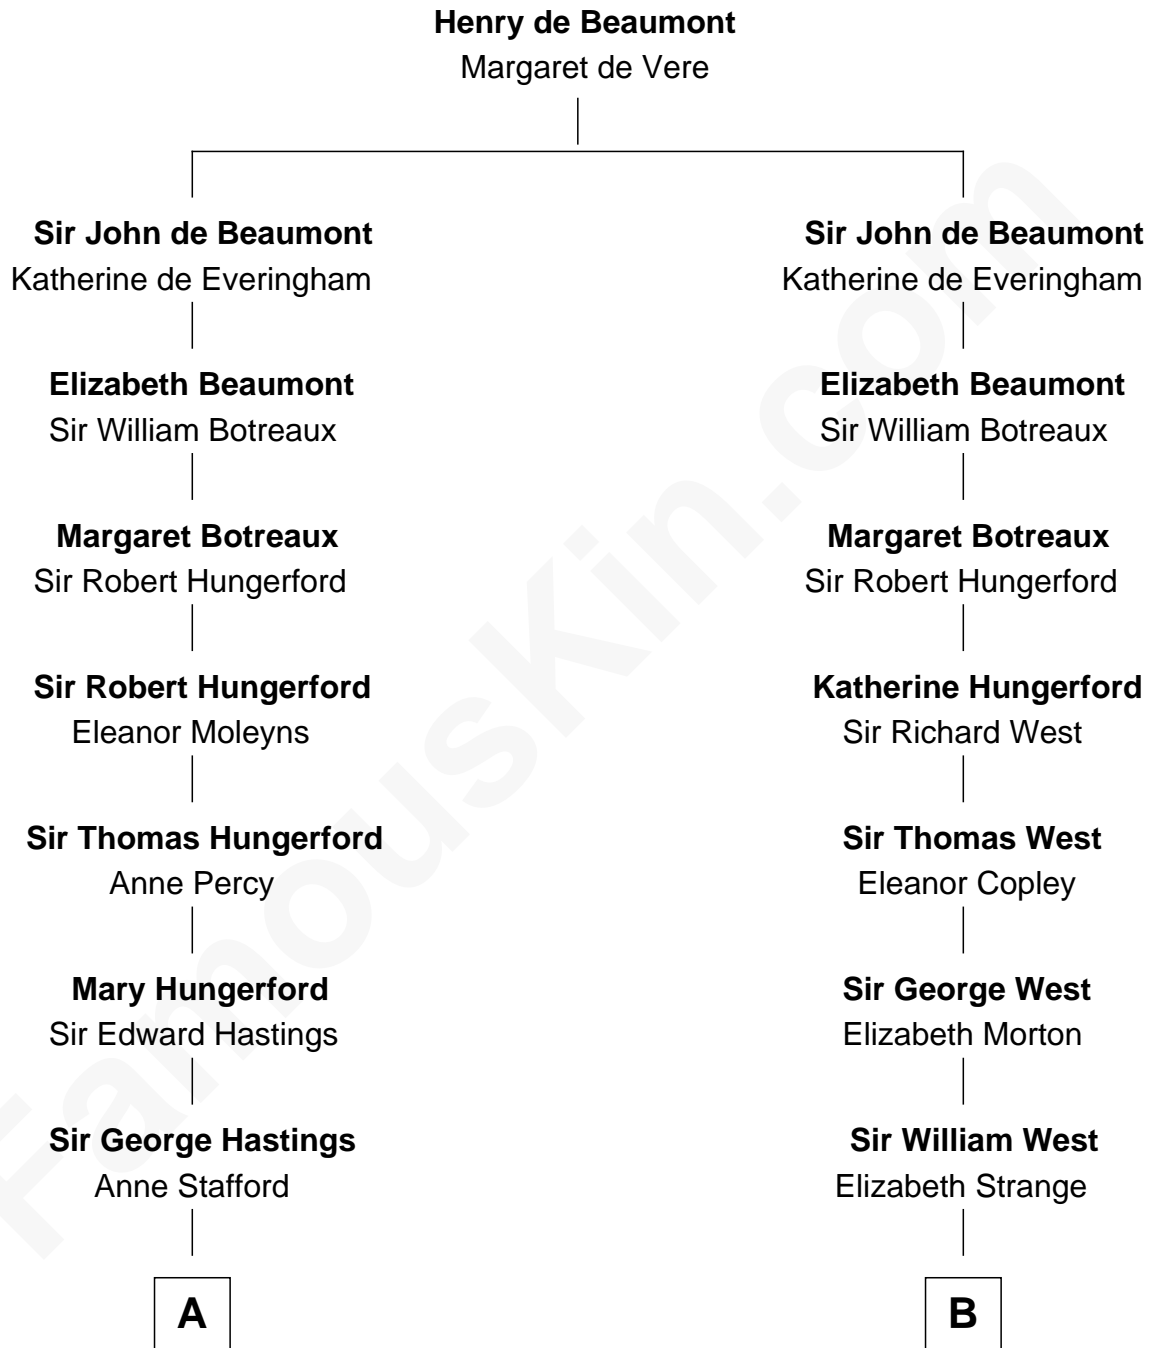 Henry de Beaumont
Margaret de Vere
Sir John de Beaumont
Katherine de Everingham
Sir John de Beaumont
Katherine de Everingham
Elizabeth Beaumont
Sir William Botreaux
Elizabeth Beaumont
Sir William Botreaux
Margaret Botreaux
Sir Robert Hungerford
Margaret Botreaux
Sir Robert Hungerford
Sir Robert Hungerford
Eleanor Moleyns
Katherine Hungerford
Sir Richard West
Sir Thomas Hungerford
Anne Percy
Sir Thomas West
Eleanor Copley
Mary Hungerford
Sir Edward Hastings
Sir George West
Elizabeth Morton
Sir George Hastings
Anne Stafford
Sir William West
Elizabeth Strange
A
B
FamousKin.com